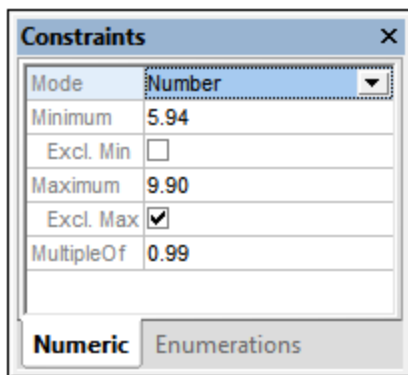 Constraints
Mode Number
Minimum 5.94
Excl. Min
Maximum 9.90
Excl. Max
MultipleOf 0.99
Numeric Enumerations